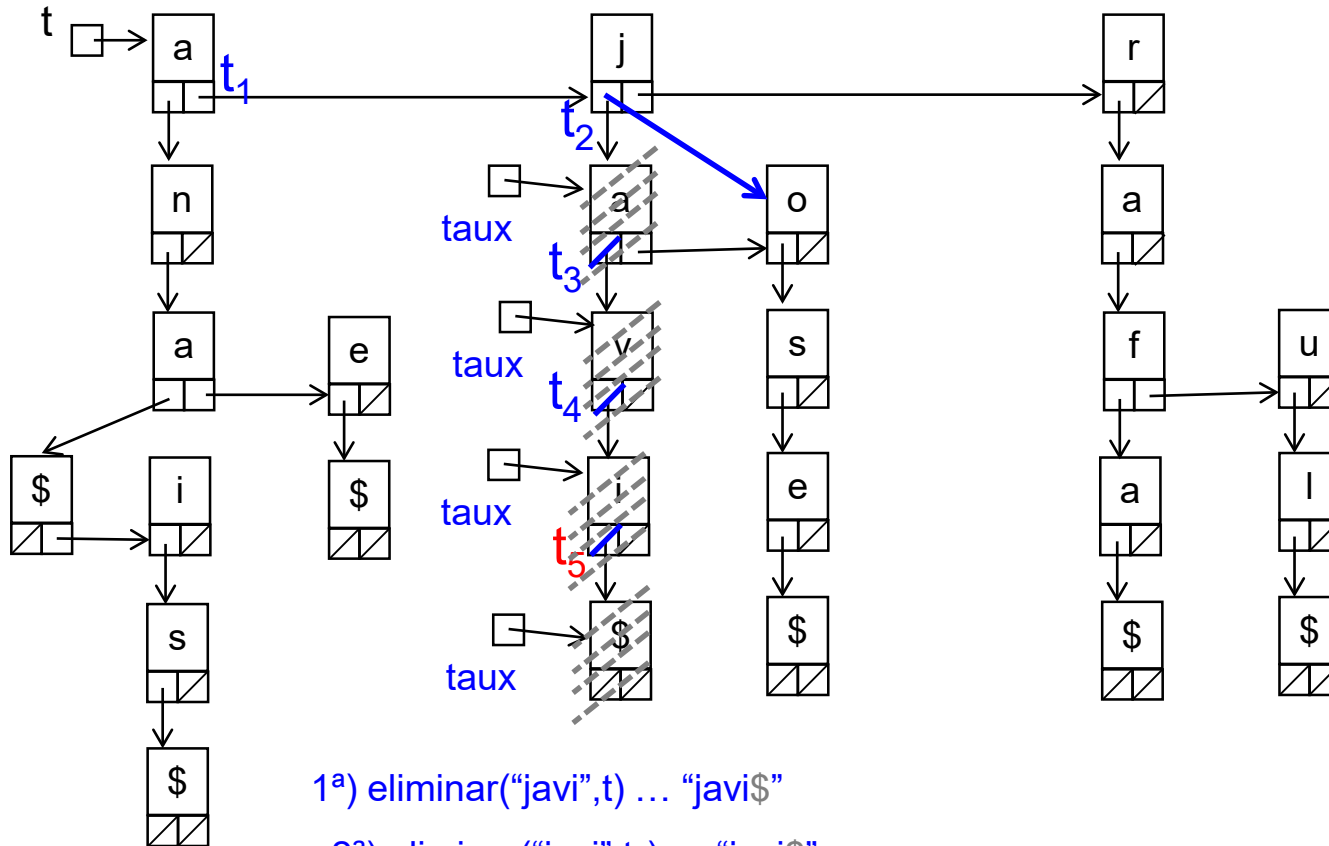 t
a
j
r
t1
t2
n
taux
a
o
a
t3
a
e
taux
v
s
f
u
t4
$
i
$
taux
i
e
a
l
t5
s
taux
$
$
$
$
$
1ª) eliminar(“javi”,t) … “javi$”